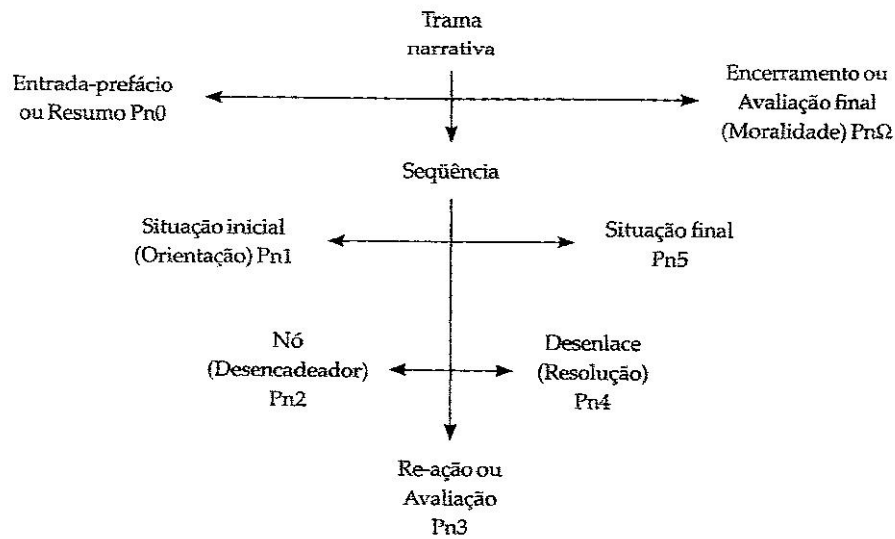 Trama
narrativa
Entrada-prefácio
ou Resumo Pn0
Encerramento ou
Avaliação final
(Moralidade) PnΩ
Seqüência
Situação inicial
(Orientação) Pn1
Situação final
Pn5
Nó
(Desencadeador)
Pn2
Desenlace
(Resolução)
Pn4
Re-ação ou
Avaliação
Pn3